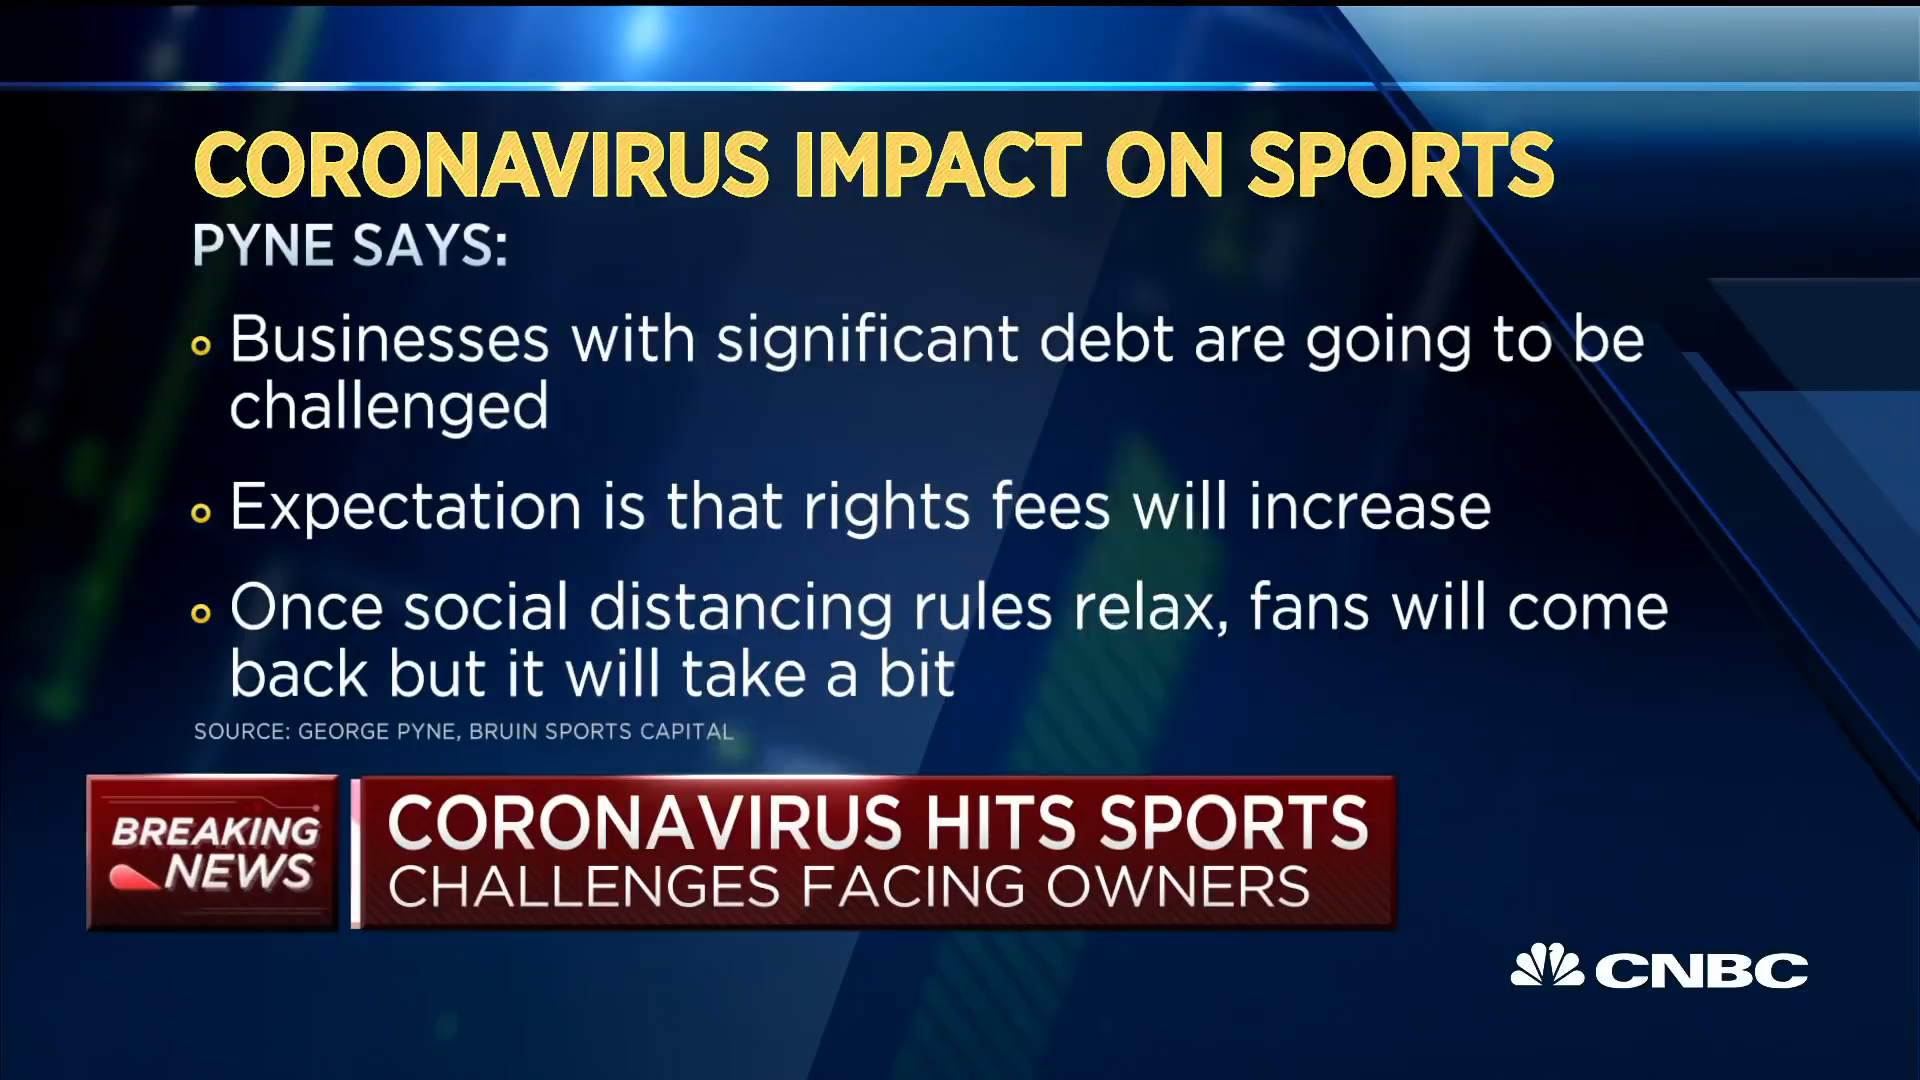 CORONAVIRUS IMPACT ON SPORTS
PYNE SAYS:
Businesses with significant debt are going to be
challenged
Expectation is that rights fees will increase
Once social distancing rules relax, fans will come
back but it will take a bit
SOURCE: GEORGE PYNE, BRUIN SPORTS CAPITAL
BREAKING
NEWS
CORONAVIRUS HITS SPORTS
CHALLENGES FACING OWNERS
CNBC